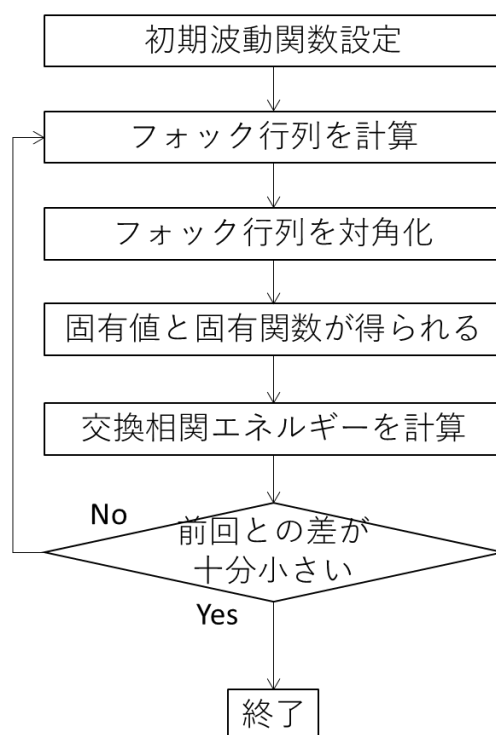 初期波動関数設定
フォック行列を計算
フォック行列を対角化
固有値と固有関数が得られる
交換相関エネルギーを計算
No
前回との差が
十分小さい
Yes
終了